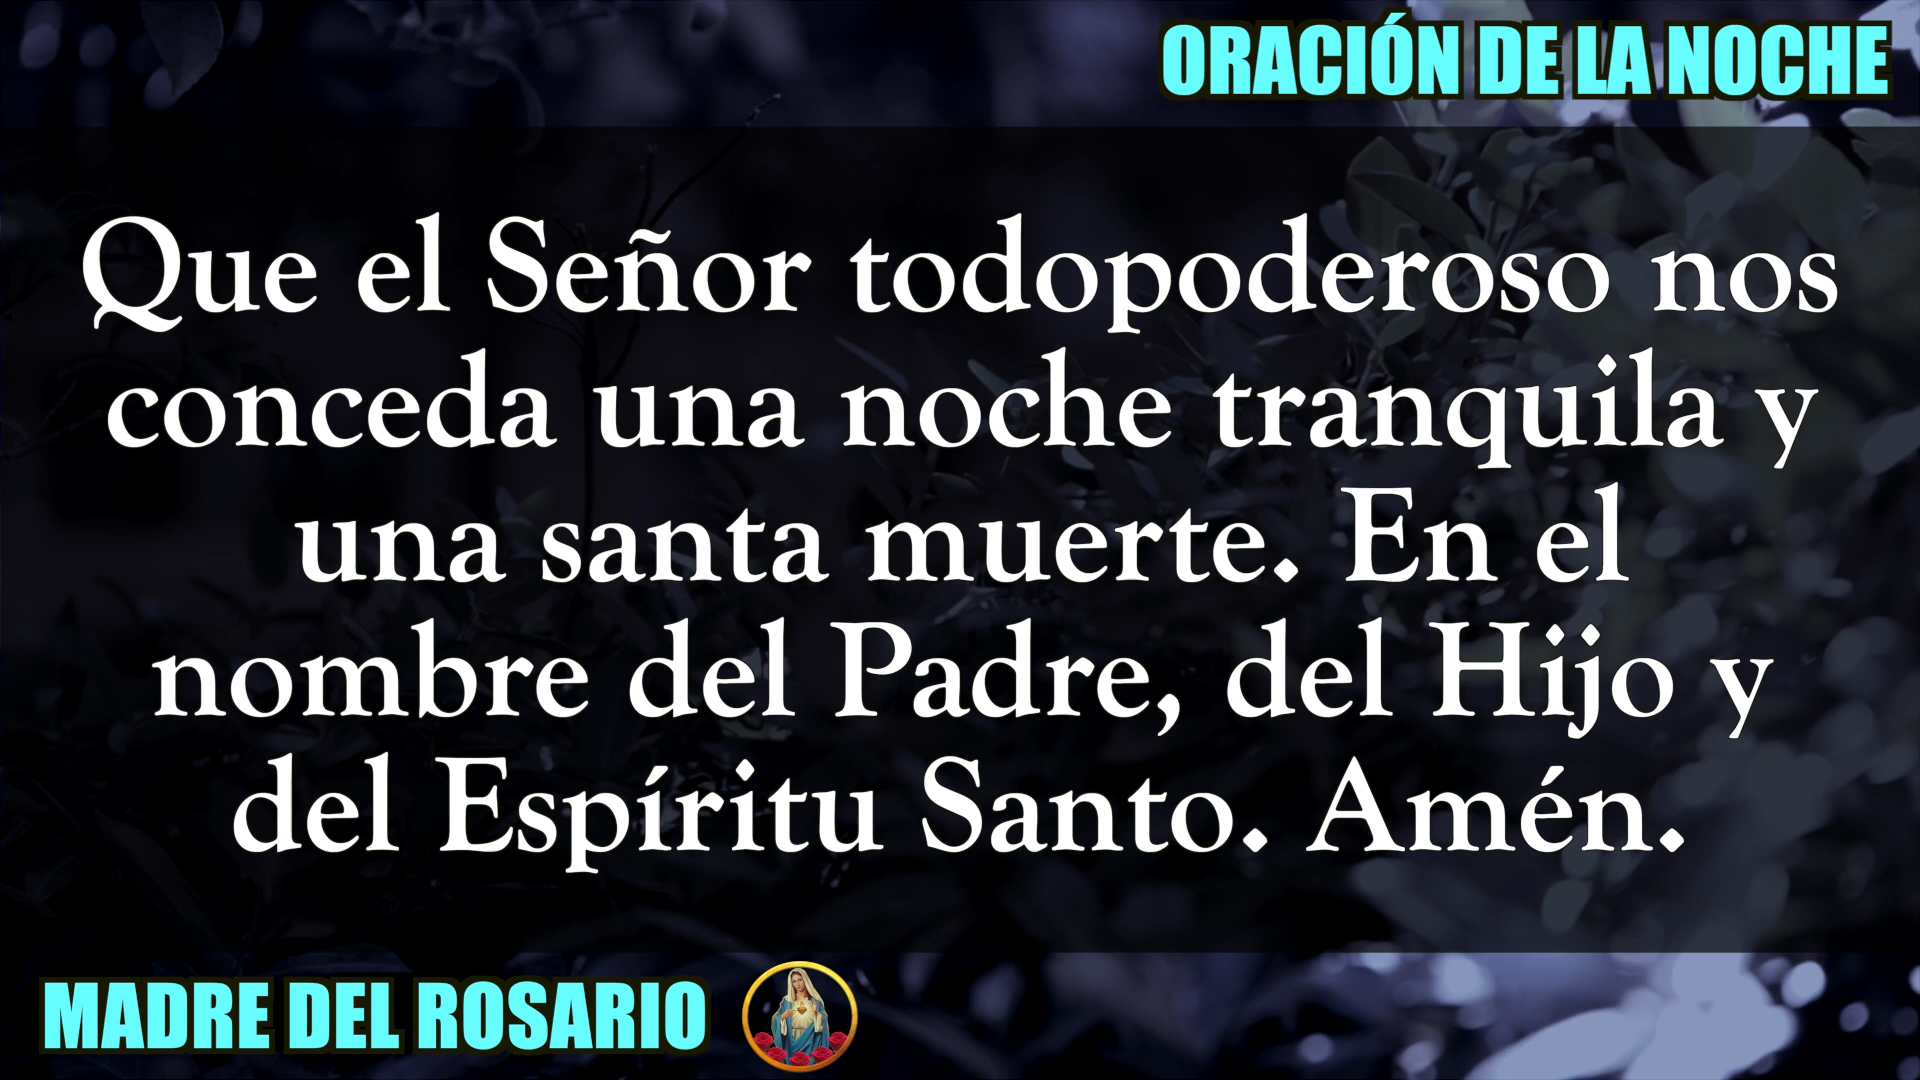 ORACIÓN DE LA NOCHE
Que el Señor todopoderoso nos
conceda una noche tranquila y
una santa muerte. En el
nombre del Padre, del Hijo y
del Espíritu Santo. Amén.
MADRE DEL ROSARIO